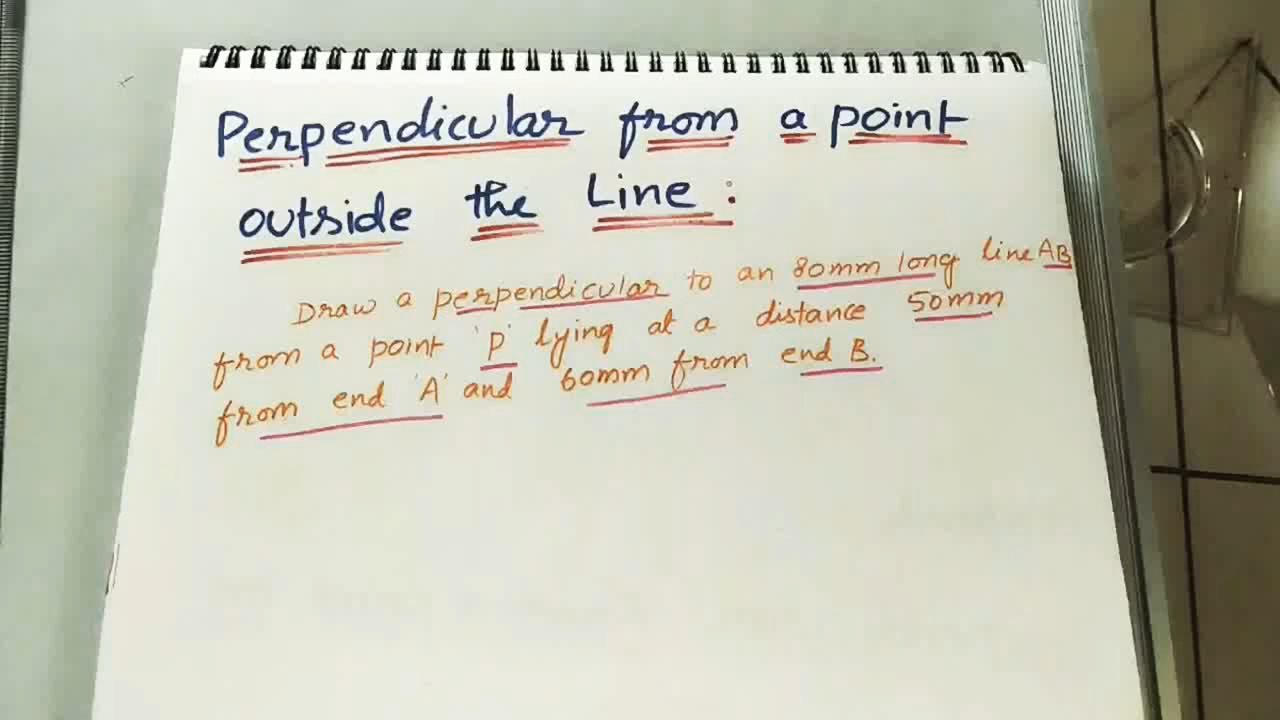 Perpendicular from a point
outside the Line :
Draw a perpendicular to an 80mm long line AB
from a point 'P' lying at a distance 50mm
from end 'A' and 60mm from end B.